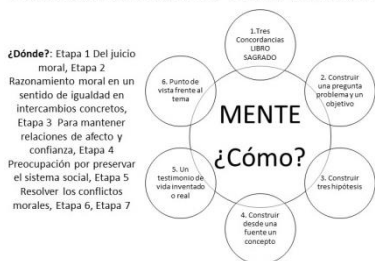 ¿Dónde?: Etapa 1 Del juicio
moral, Etapa 2
Razonamiento moral en un
sentido de igualdad en
intercambios concretos,
Etapa 3 Para mantener
relaciones de afecto y
confianza, Etapa 4
Preocupación por preservar
el sistema social, Etapa 5
Resolver los conflictos
morales, Etapa 6, Etapa 7
1.Tres
Concordancias
LIBRO
SAGRADO
2. Construir
una pregunta
problema y un
objetivo
3. Construir
tres hipótesis
4. Construir
desde una
fuente un
concepto
5. Un
testimonio de
vida inventado
o real
6. Punto de
vista frente al
tema
MENTE
¿Cómo?